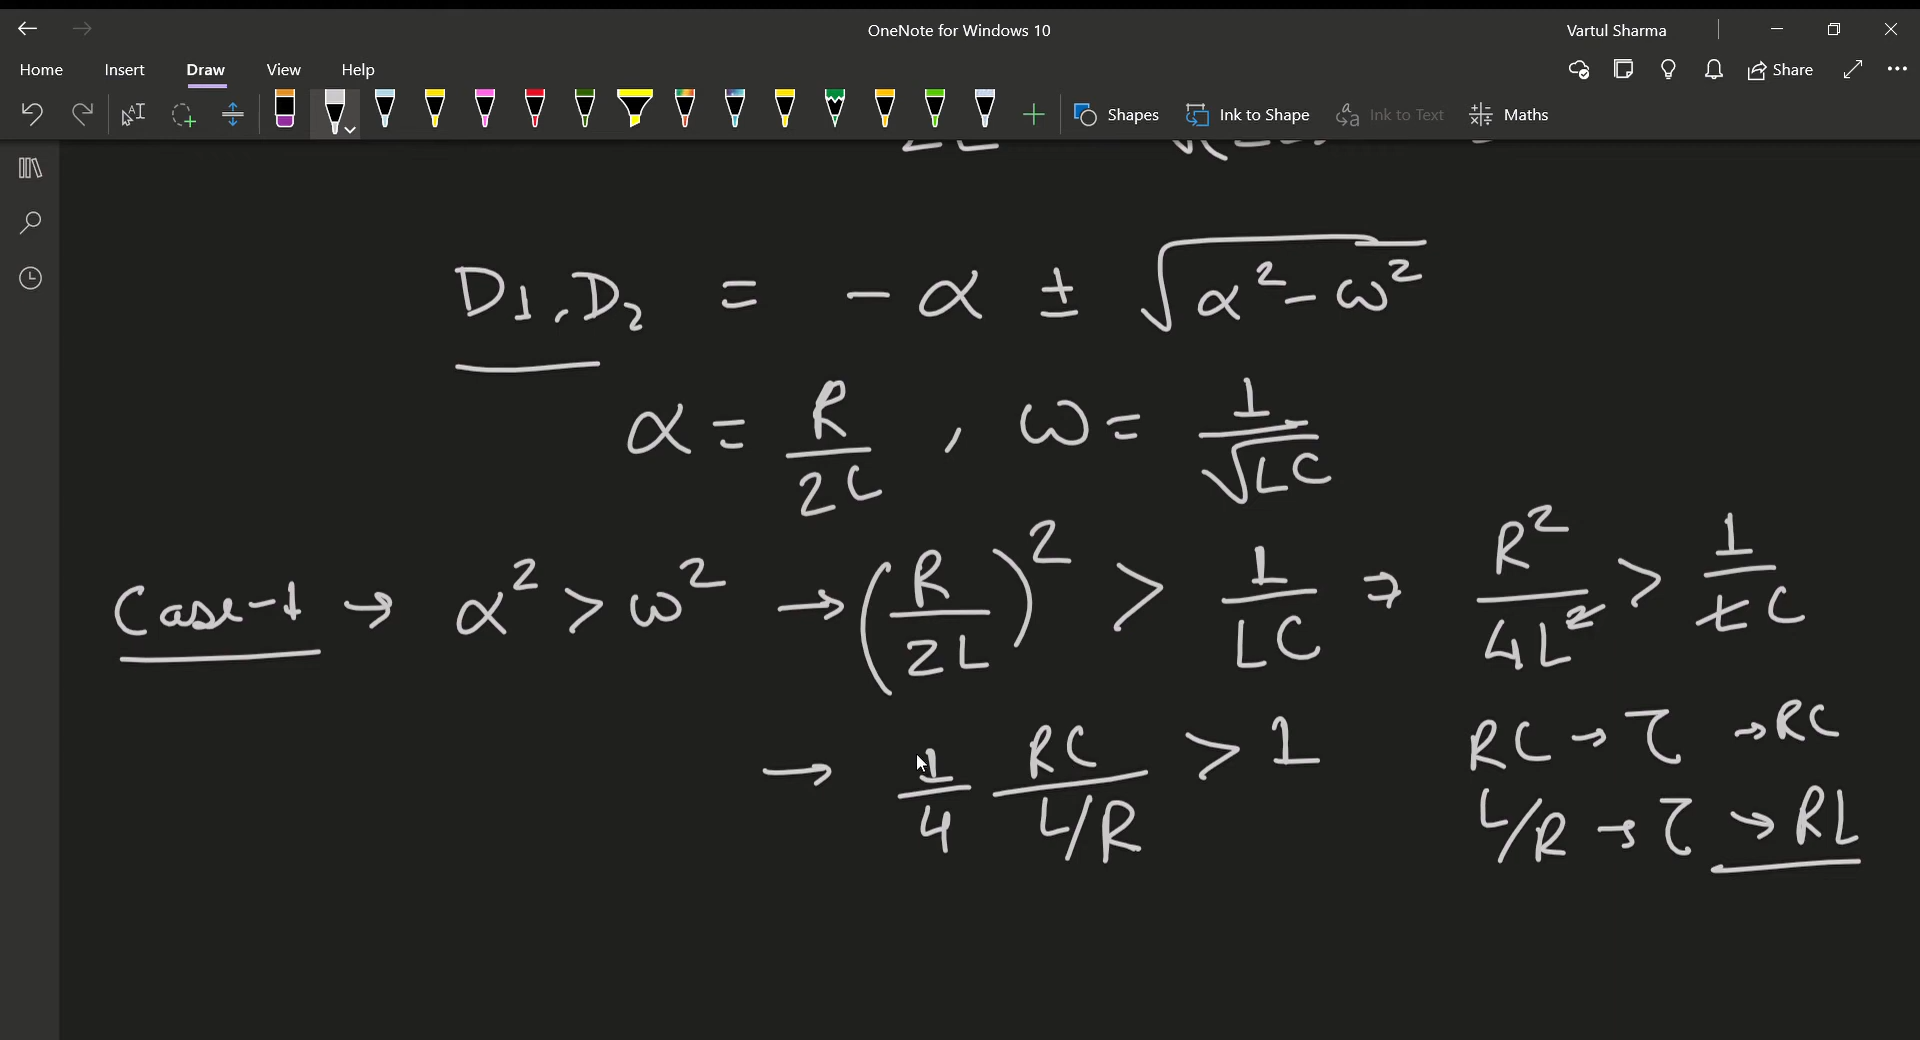 OneNote for Windows 10
Vartul Sharma
Home Insert Draw View Help
Share
Shapes Ink to Shape Ink to Text Maths
D1, D2 = - α ± √(α² - ω²)
α = R/2C , ω = 1/√LC
Case-1 → α² > ω² → (R/2L)² > 1/LC ⇒ R²/4L² > 1/LC
→ 1/4 RC/(L/R) > 1
RC → τ → RC
L/R → τ → RL